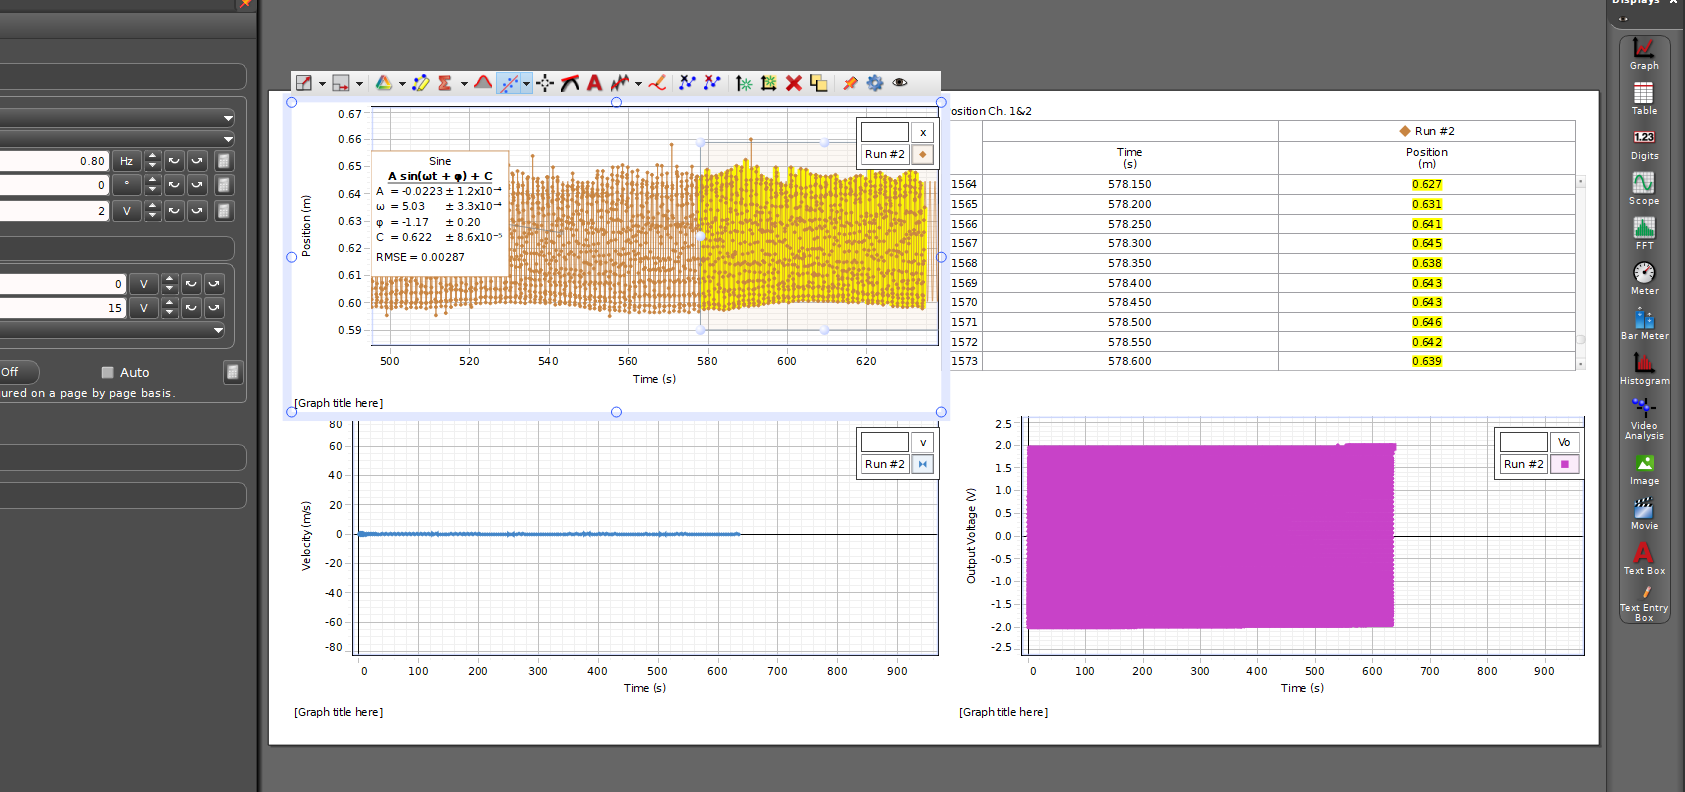 Displays
Graph
Table
1.23
Digits
Scope
FFT
Meter
Bar Meter
Histogram
Video
Analysis
Image
Movie
A
Text Box
Text Entry
Box
0.80 Hz
0 °
2 V
0 V
15 V
Off
Auto
ured on a page by page basis.
0.67
0.66
0.65
0.64
0.63
0.62
0.61
0.60
0.59
Position (m)
Sine
A sin(ωt + φ) + C
A = -0.0223 ± 1.2x10⁻⁴
ω = 5.03 ± 3.3x10⁻⁴
φ = -1.17 ± 0.20
C = 0.622 ± 8.6x10⁻⁵
RMSE = 0.00287
x
Run #2
500 520 540 560 580 600 620
Time (s)
[Graph title here]
osition Ch. 1&2
Run #2
Time
(s)
Position
(m)
1564 578.150 0.627
1565 578.200 0.631
1566 578.250 0.641
1567 578.300 0.645
1568 578.350 0.638
1569 578.400 0.643
1570 578.450 0.643
1571 578.500 0.646
1572 578.550 0.642
1573 578.600 0.639
80
60
40
20
0
-20
-40
-60
-80
Velocity (m/s)
v
Run #2
0 100 200 300 400 500 600 700 800 900
Time (s)
[Graph title here]
2.5
2.0
1.5
1.0
0.5
0.0
-0.5
-1.0
-1.5
-2.0
-2.5
Output Voltage (V)
Vo
Run #2
0 100 200 300 400 500 600 700 800 900
Time (s)
[Graph title here]